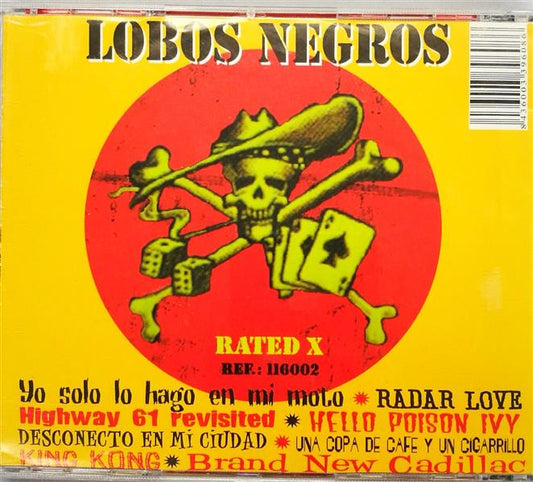 LOBOS NEGROS
8436003396086
RATED X
REF.: 116002
Yo solo lo hago en mi moto * RADAR LOVE
Highway 61 revisited * HELLO POISON IVY
DESCONECTO EN MI CIUDAD * UNA COPA DE CAFE Y UN CIGARRILLO
KING KONG * Brand New Cadillac